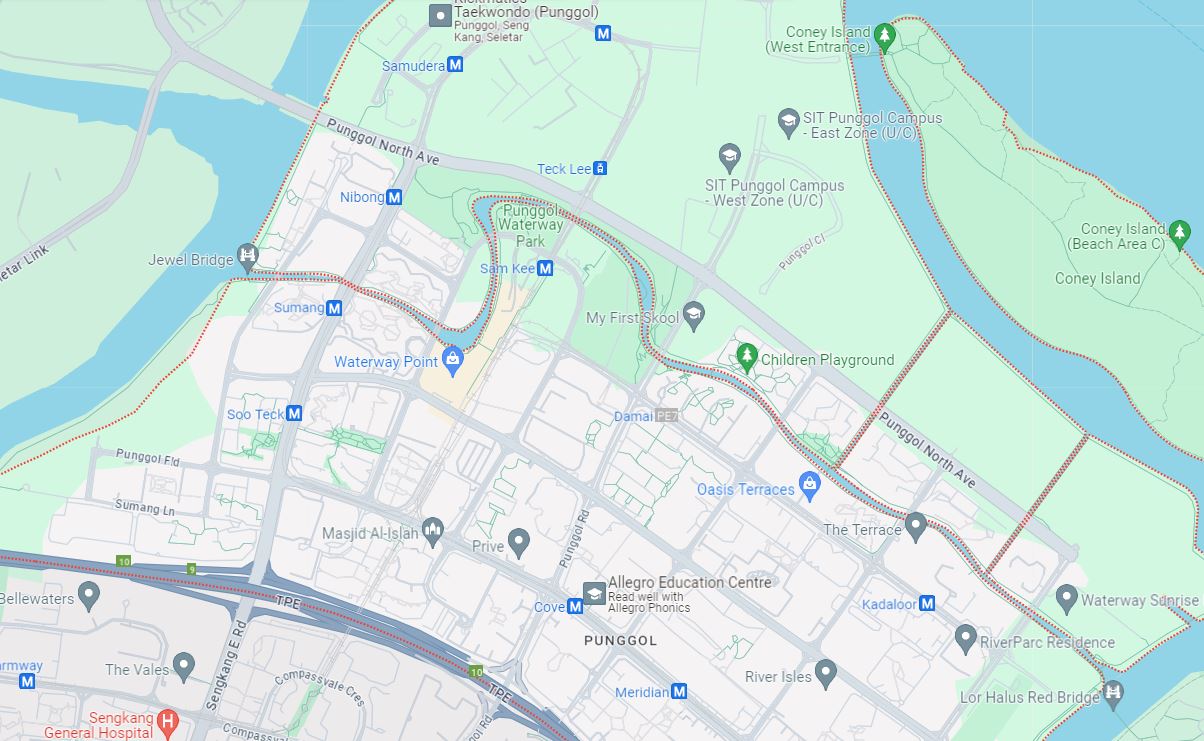 Taekwondo (Punggol)
Punggol, Seng
Kang, Seletar
M
Samudera M
Coney Island
(West Entrance)
SIT Punggol Campus
- East Zone (U/C)
Punggol North Ave
Teck Lee
SIT Punggol Campus
- West Zone (U/C)
Nibong M
Punggol
Waterway
Park
Punggol Cl
Coney Island
(Beach Area C)
Jewel Bridge
Sam Kee M
Coney Island
Sumang M
My First Skool
Waterway Point
Children Playground
Soo Teck M
Damai PE7
Punggol North Ave
Punggol Fld
Oasis Terraces
Sumang Ln
The Terrace
Masjid Al-Islah
Prive
Punggol Rd
10
9
Allegro Education Centre
Read well with
Allegro Phonics
Bellewaters
TPE
Cove M
Kadaloor M
Waterway Sunrise
PUNGGOL
RiverParc Residence
Sengkang E Rd
The Vales
Compassvale Cres
10
TPE
River Isles
M
Meridian M
Lor Halus Red Bridge
Sengkang
General Hospital
H